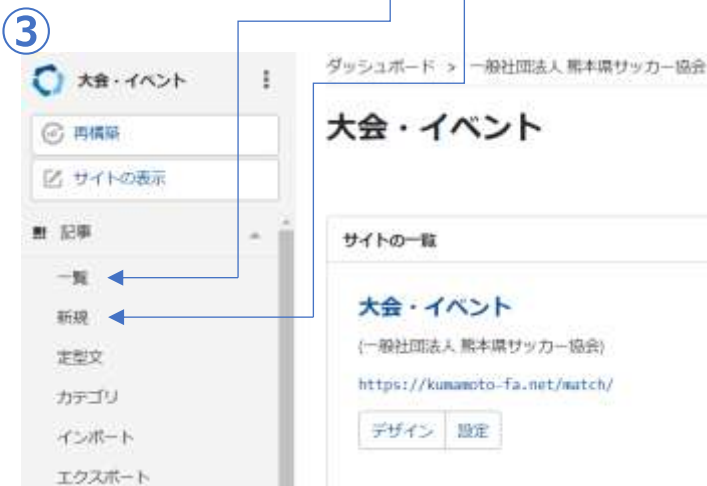 ③
大会・イベント
再構築
サイトの表示
記事
一覧
新規
定型文
カテゴリ
インポート
エクスポート
ダッシュボード > 一般社団法人 熊本県サッカー協会
大会・イベント
サイトの一覧
大会・イベント
(一般社団法人 熊本県サッカー協会)
https://kumamoto-fa.net/match/
デザイン 設定